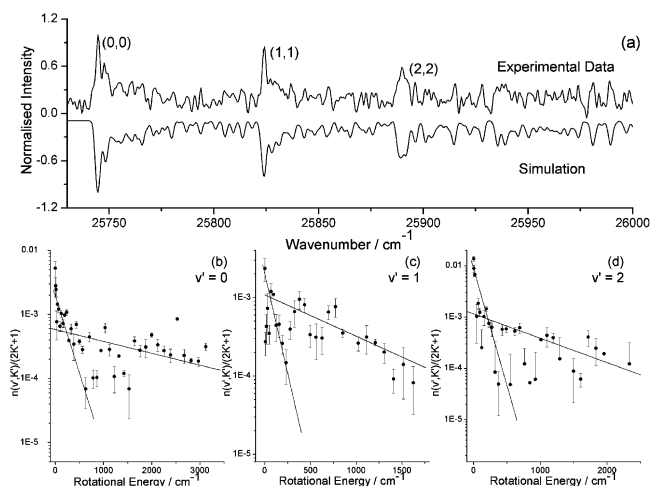 (a)
1.2
0.6
0.0
-0.6
-1.2
Normalised Intensity
(0,0)
(1,1)
(2,2)
Experimental Data
Simulation
25750
25800
25850
25900
25950
26000
Wavenumber / cm-1
(b)
v' = 0
0.01
1E-3
1E-4
1E-5
n(v',K')/(2K'+1)
0
1000
2000
3000
Rotational Energy / cm-1
(c)
v' = 1
1E-3
1E-4
1E-5
n(v',K')/(2K'+1)
0
500
1000
1500
Rotational Energy / cm-1
(d)
v' = 2
0.01
1E-3
1E-4
1E-5
n(v',K')/(2K'+1)
0
1000
2000
Rotational Energy / cm-1